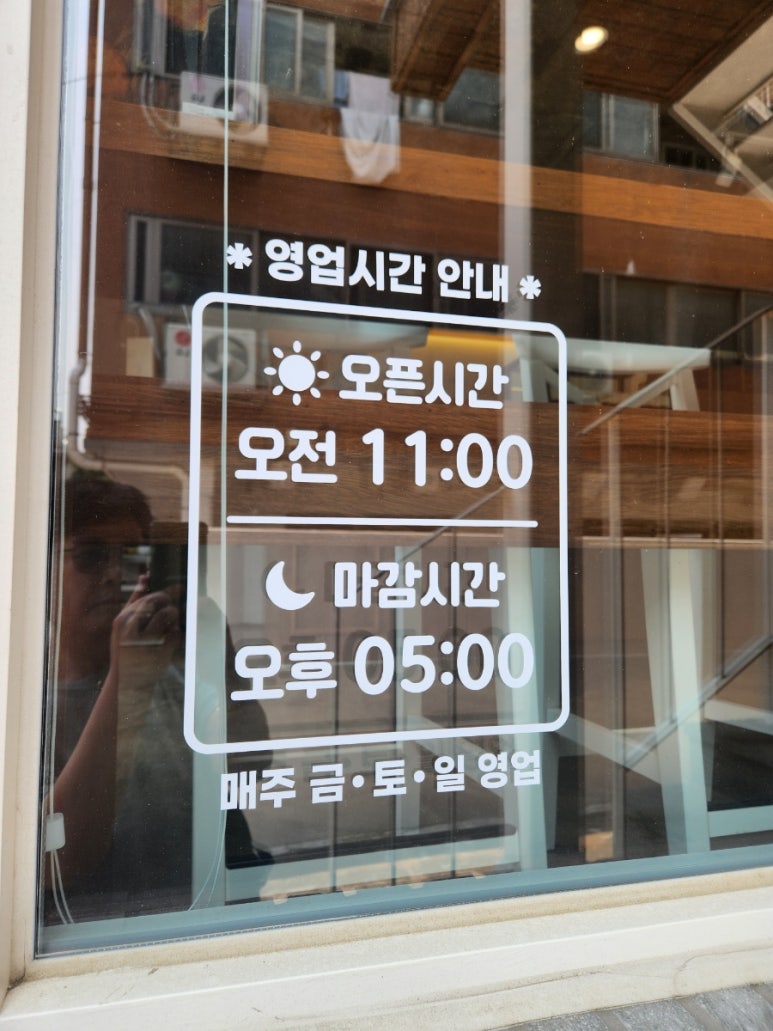 * 영업시간 안내 *
오픈시간
오전 11:00
마감시간
오후 05:00
매주 금·토·일 영업